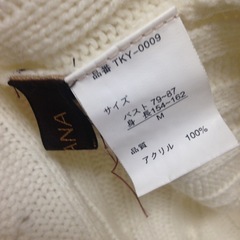 品番 TKY-0009
サイズ
バスト 79~87
身 長154~162
M
品質
アクリル 100%
ANA